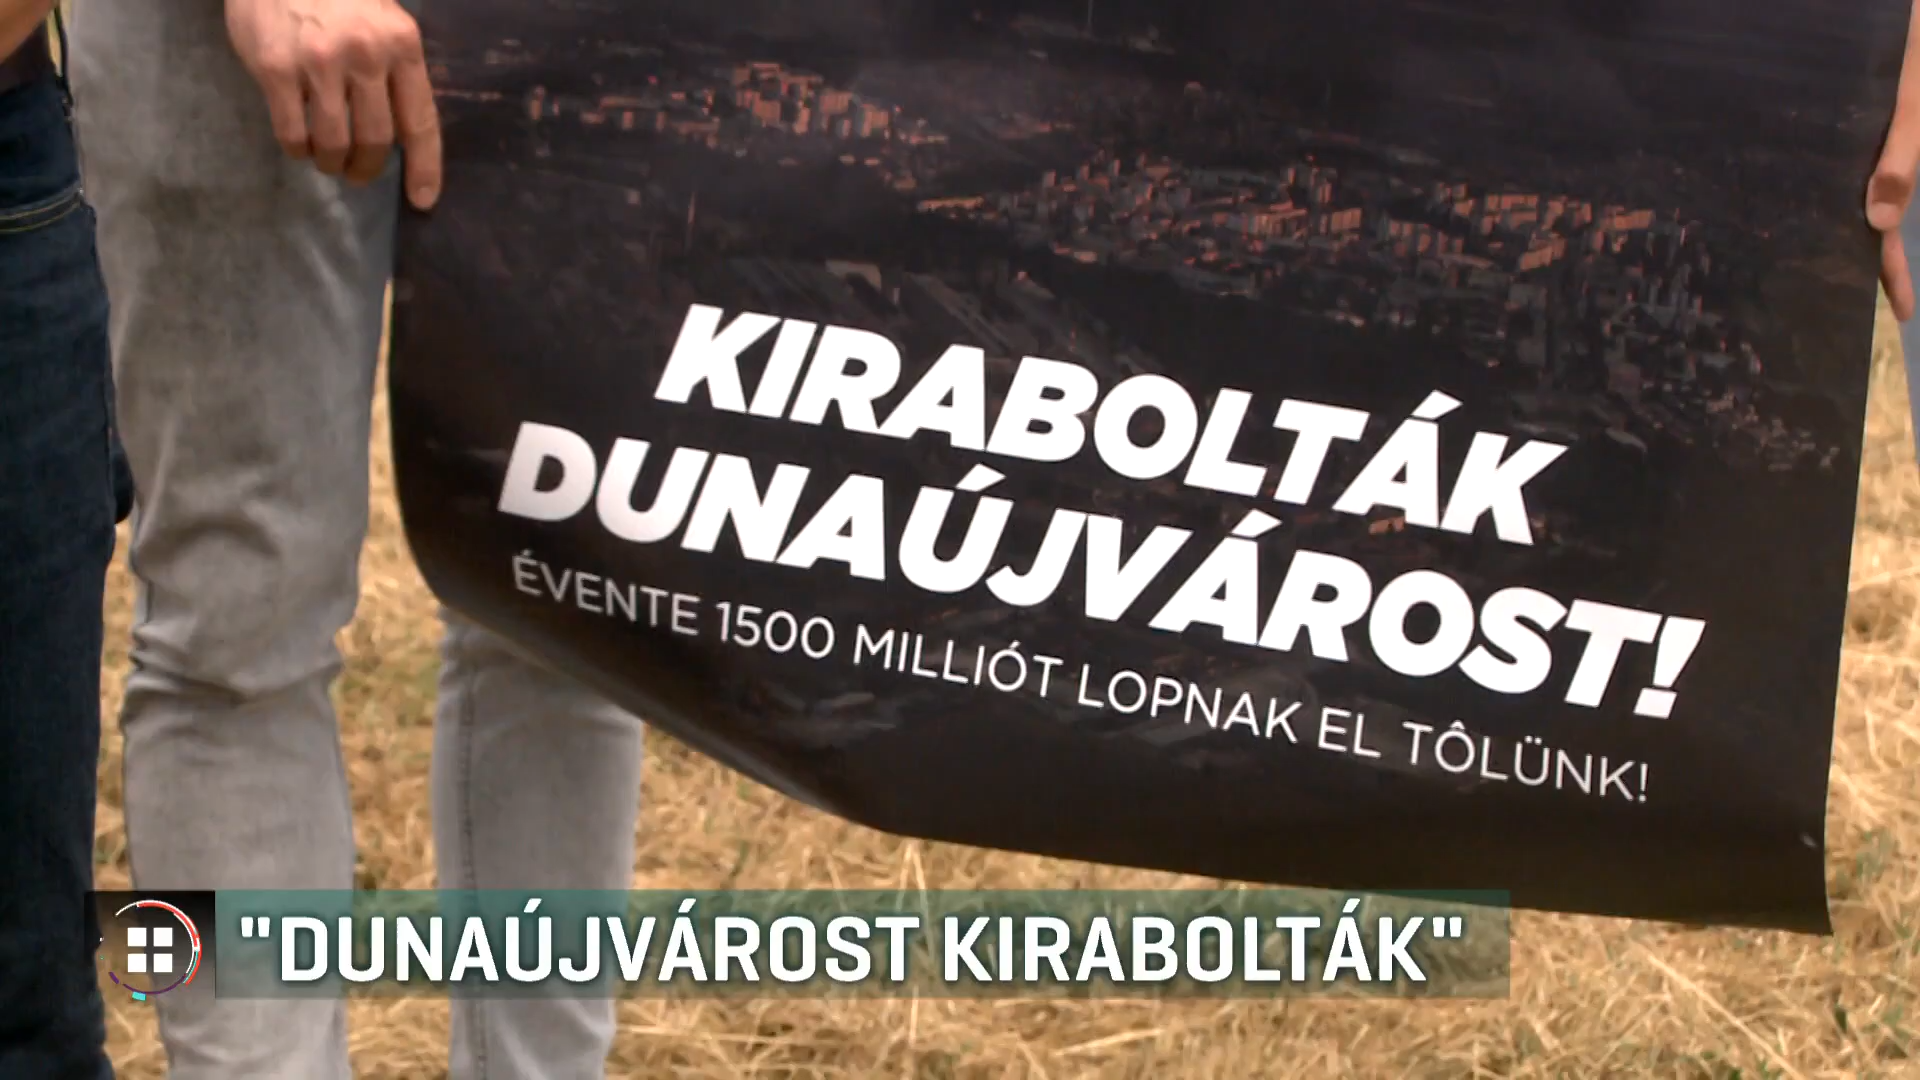 KIRABOLTÁK
DUNAÚJVÁROST!
ÉVENTE 1500 MILLIÓT LOPNAK EL TÔLÜNK!
"DUNAÚJVÁROST KIRABOLTÁK"